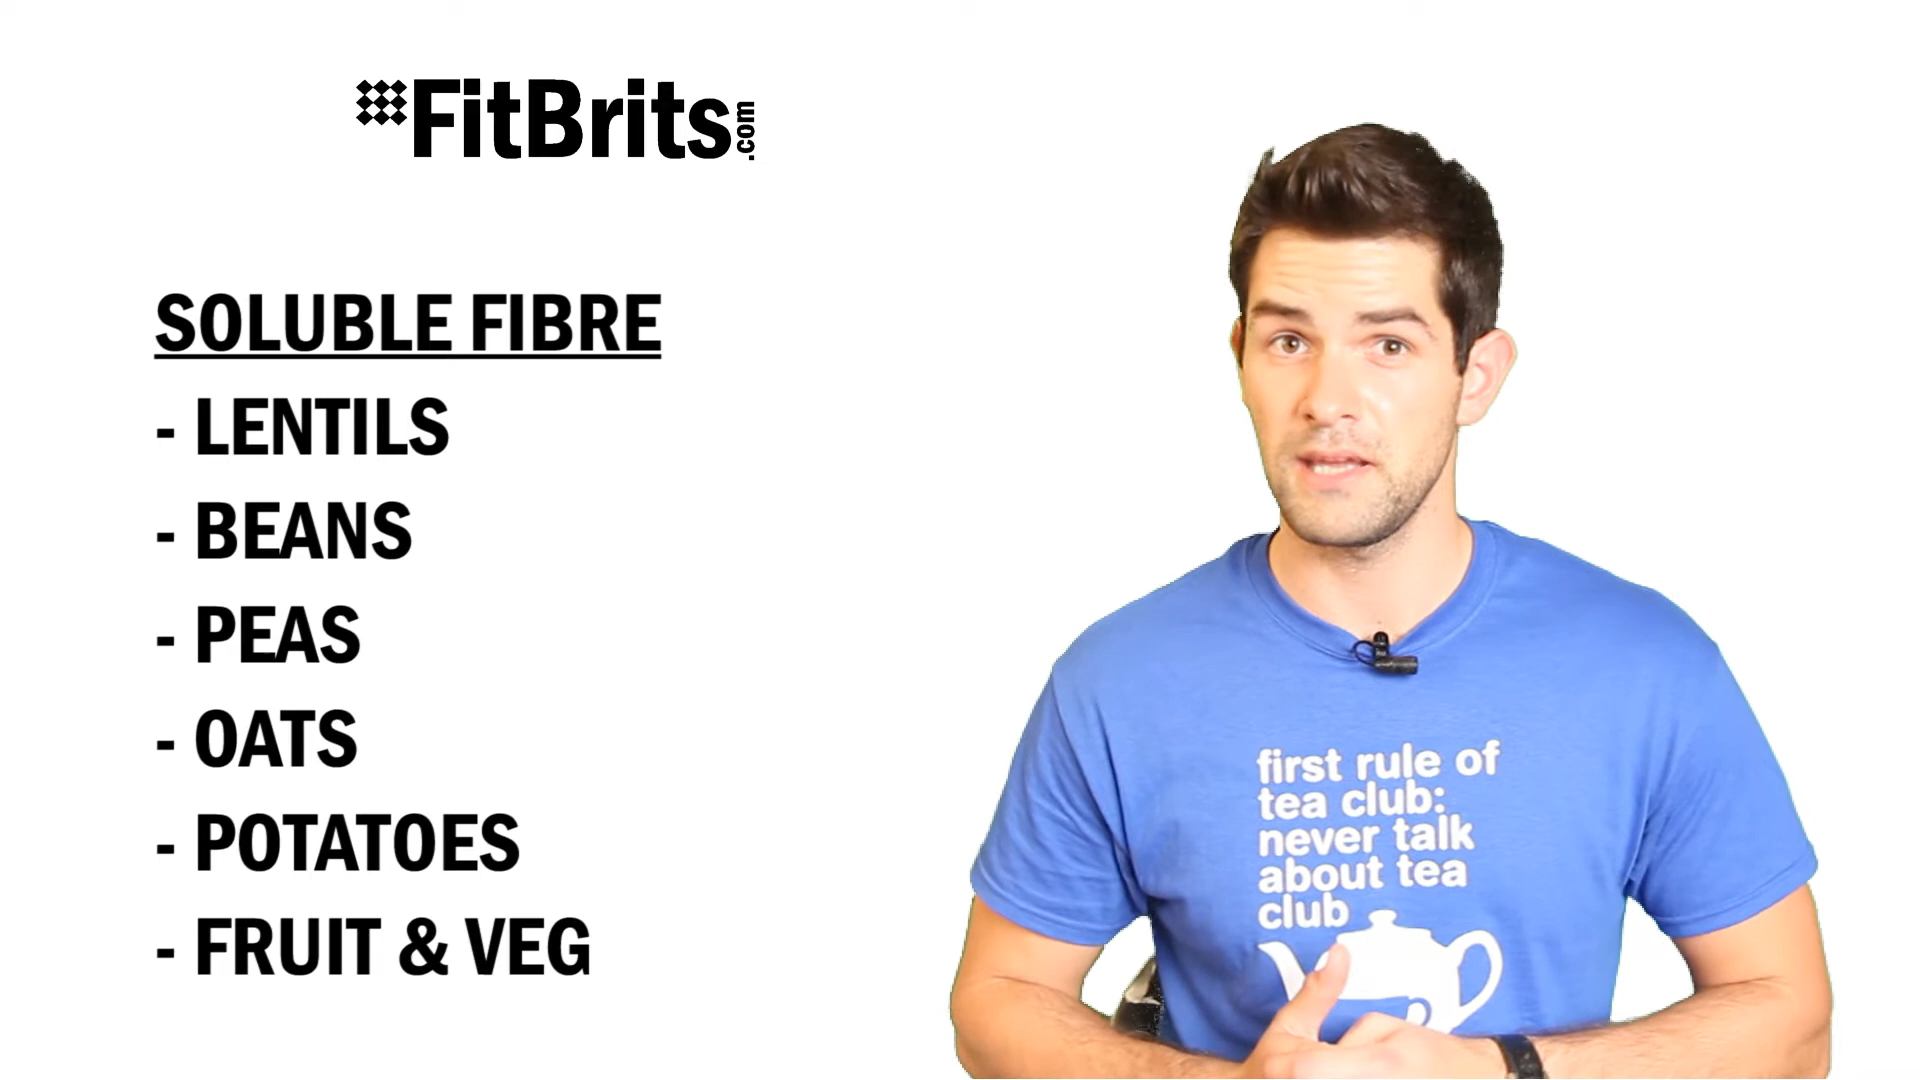 FitBrits.com
SOLUBLE FIBRE
- LENTILS
- BEANS
- PEAS
- OATS
- POTATOES
- FRUIT & VEG
first rule of
tea club:
never talk
about tea
club